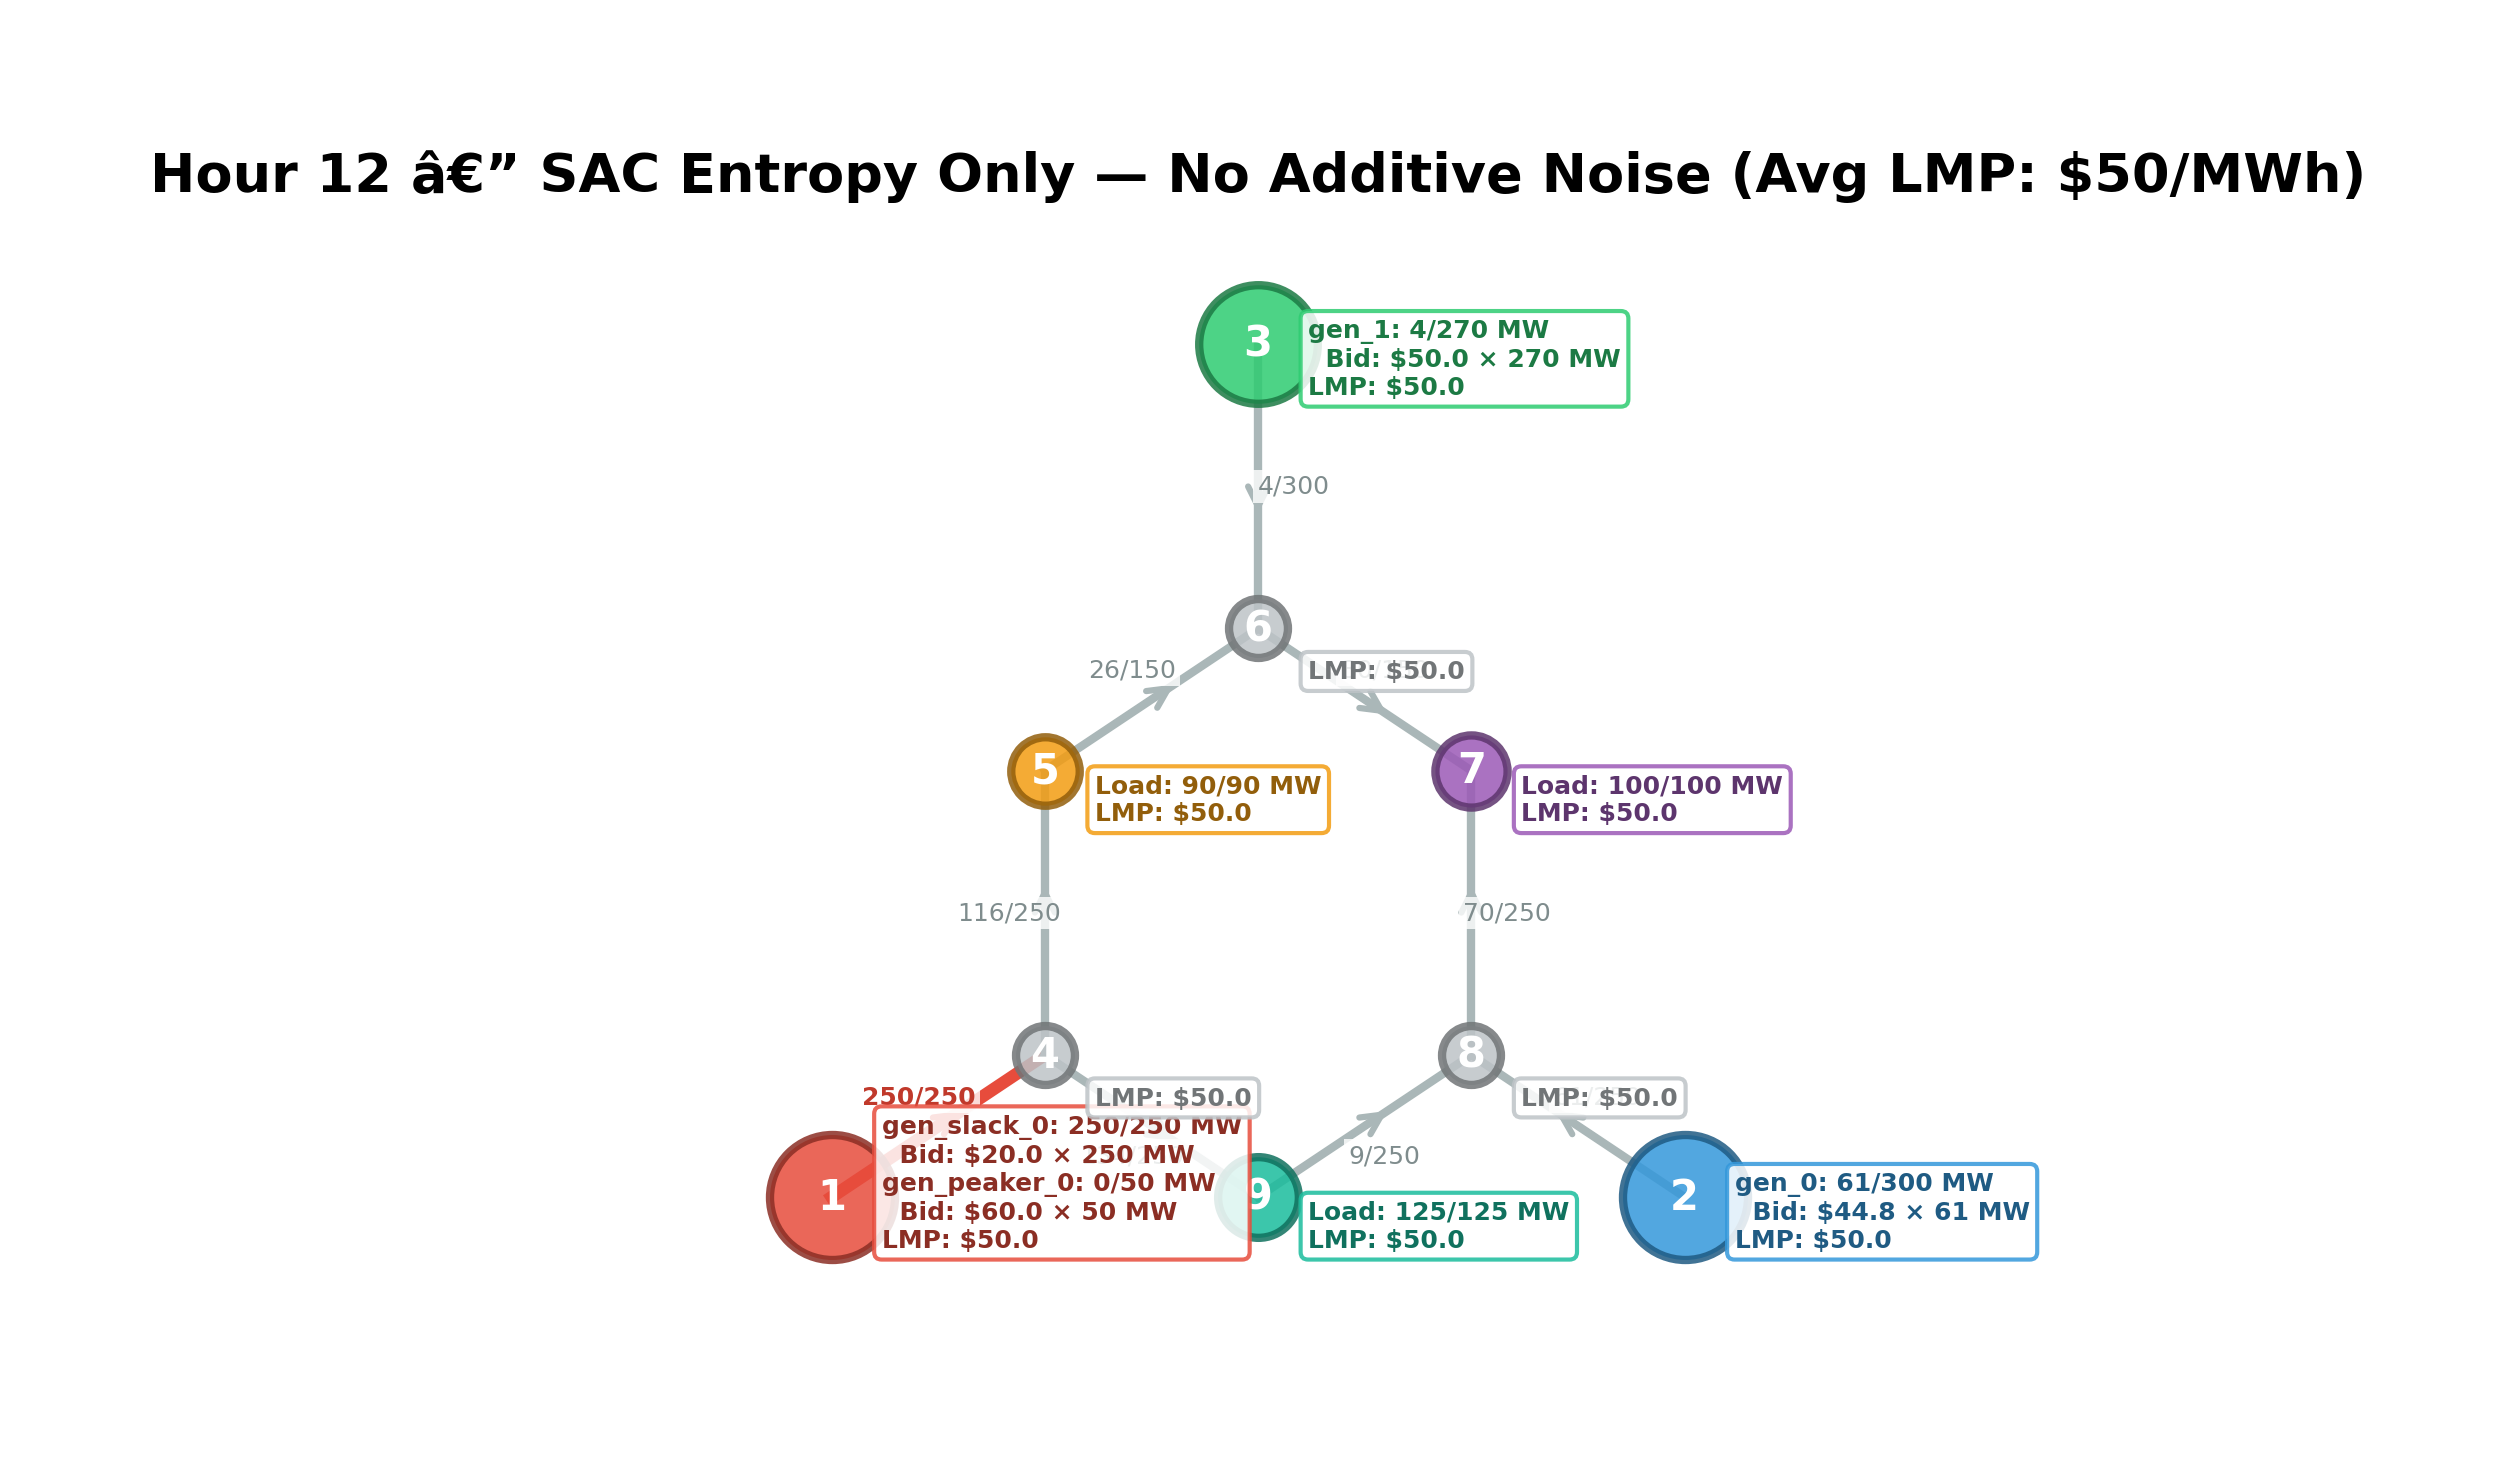 Hour 12 â€” SAC Entropy Only — No Additive Noise (Avg LMP: $50/MWh)
3
gen_1: 4/270 MW
Bid: $50.0 × 270 MW
LMP: $50.0
4/300
6
26/150
LMP: $50.0
5
7
Load: 90/90 MW
LMP: $50.0
Load: 100/100 MW
LMP: $50.0
116/250
70/250
4
8
250/250
LMP: $50.0
LMP: $50.0
gen_slack_0: 250/250 MW
Bid: $20.0 × 250 MW
gen_peaker_0: 0/50 MW
Bid: $60.0 × 50 MW
LMP: $50.0
1
9/250
9
Load: 125/125 MW
LMP: $50.0
2
gen_0: 61/300 MW
Bid: $44.8 × 61 MW
LMP: $50.0